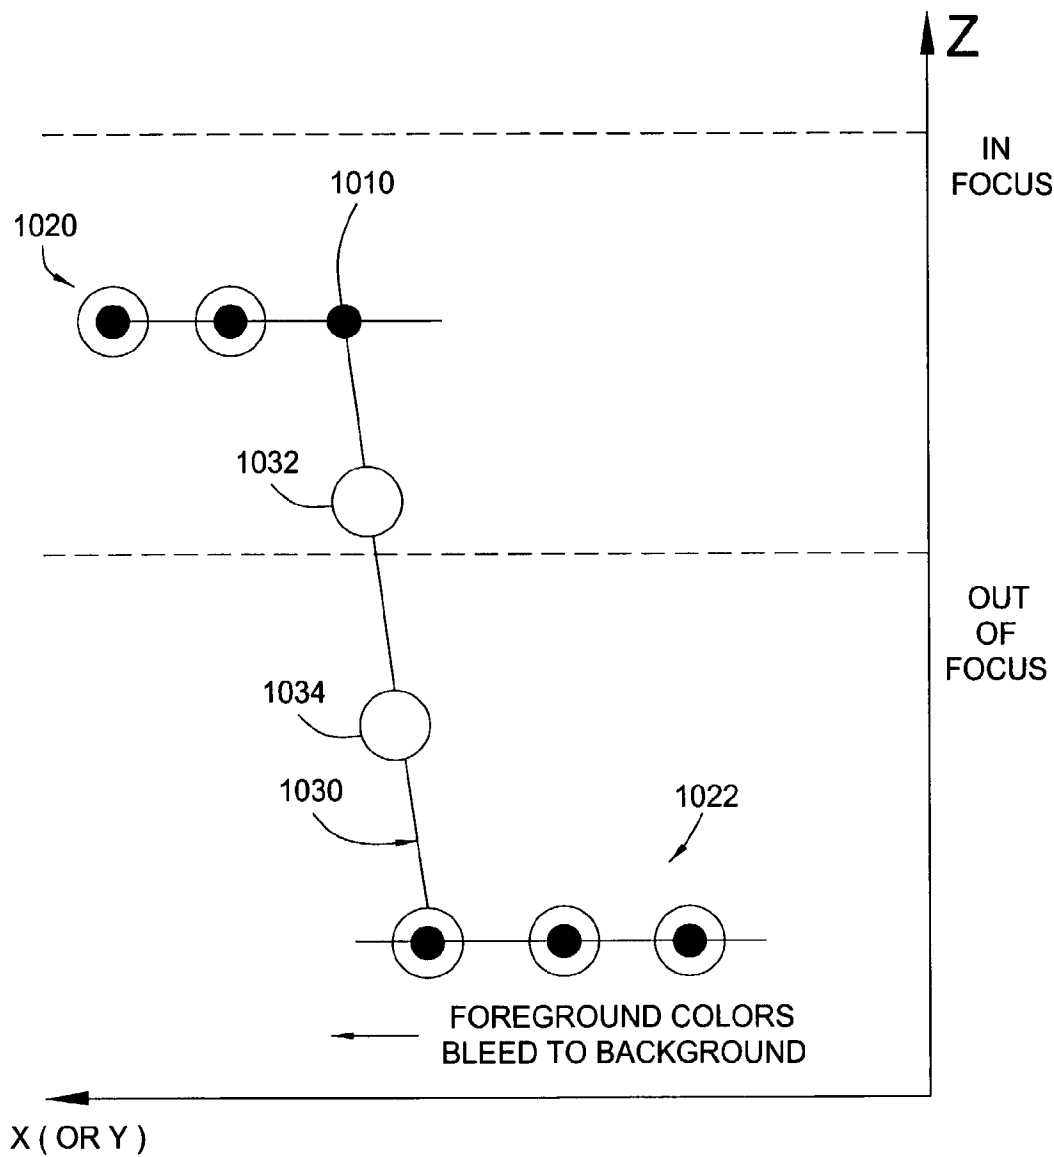 Z
IN
FOCUS
1010
1020
1032
OUT
OF
FOCUS
1034
1030
1022
FOREGROUND COLORS
BLEED TO BACKGROUND
X ( OR Y )